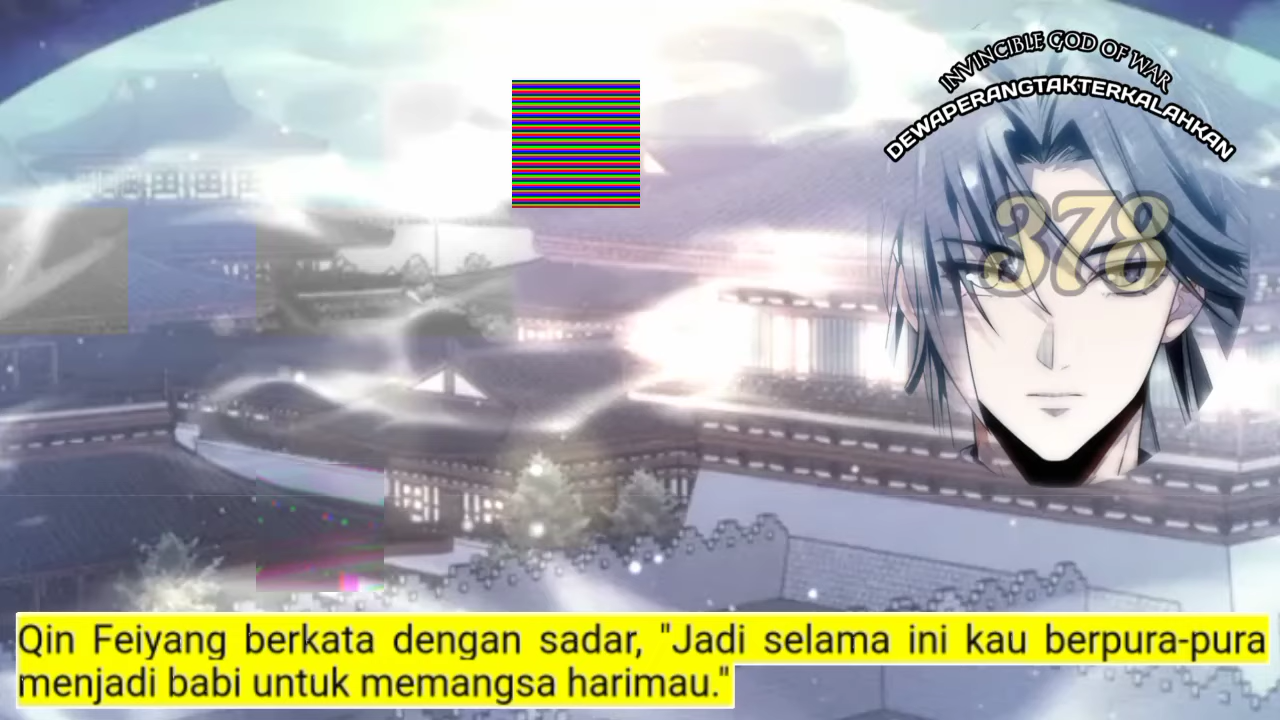 INVINCIBLE GOD OF WAR
DEWAPERANGTAKTERKALAHKAN
378
Qin Feiyang berkata dengan sadar, "Jadi selama ini kau berpura-pura
menjadi babi untuk memangsa harimau."